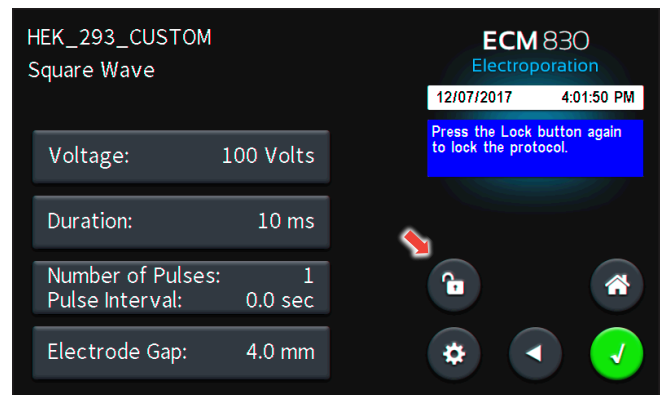 HEK_293_CUSTOM
Square Wave
ECM 830
Electroporation
12/07/2017 4:01:50 PM
Press the Lock button again
to lock the protocol.
Voltage: 100 Volts
Duration: 10 ms
Number of Pulses: 1
Pulse Interval: 0.0 sec
Electrode Gap: 4.0 mm